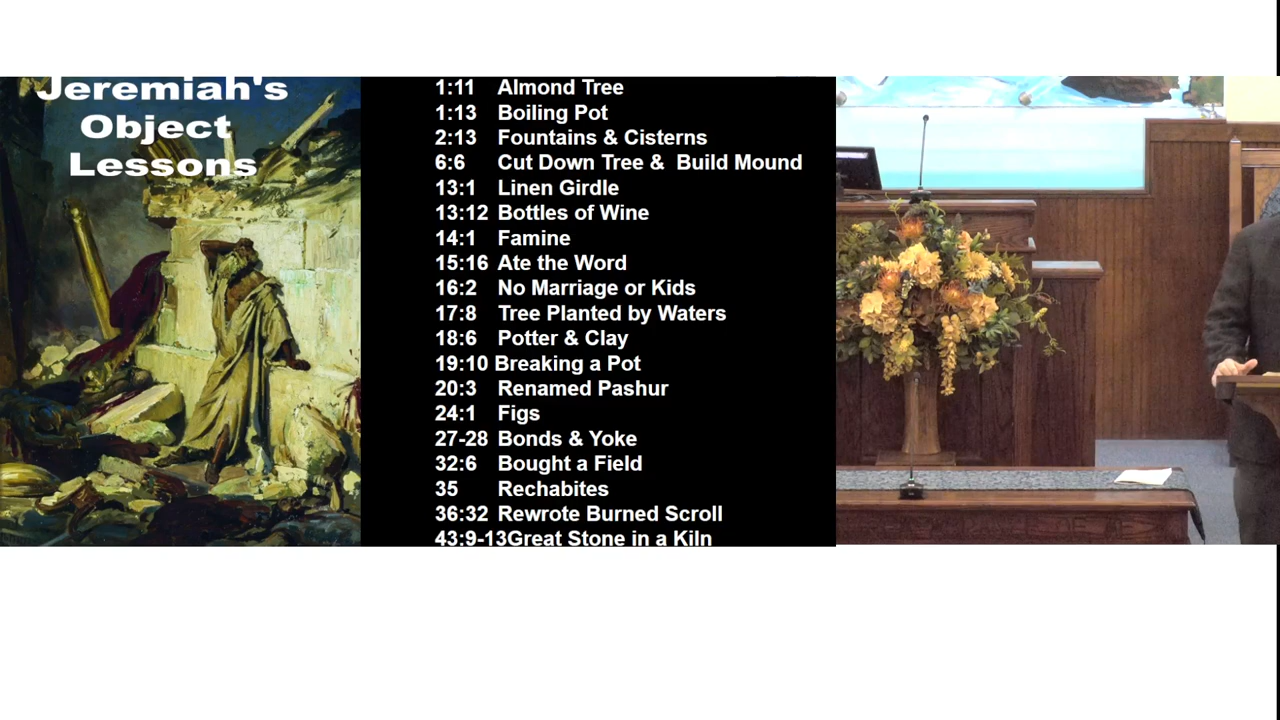 Jeremiah's
Object
Lessons
1:11 Almond Tree
1:13 Boiling Pot
2:13 Fountains & Cisterns
6:6 Cut Down Tree & Build Mound
13:1 Linen Girdle
13:12 Bottles of Wine
14:1 Famine
15:16 Ate the Word
16:2 No Marriage or Kids
17:8 Tree Planted by Waters
18:6 Potter & Clay
19:10 Breaking a Pot
20:3 Renamed Pashur
24:1 Figs
27-28 Bonds & Yoke
32:6 Bought a Field
35 Rechabites
36:32 Rewrote Burned Scroll
43:9-13Great Stone in a Kiln